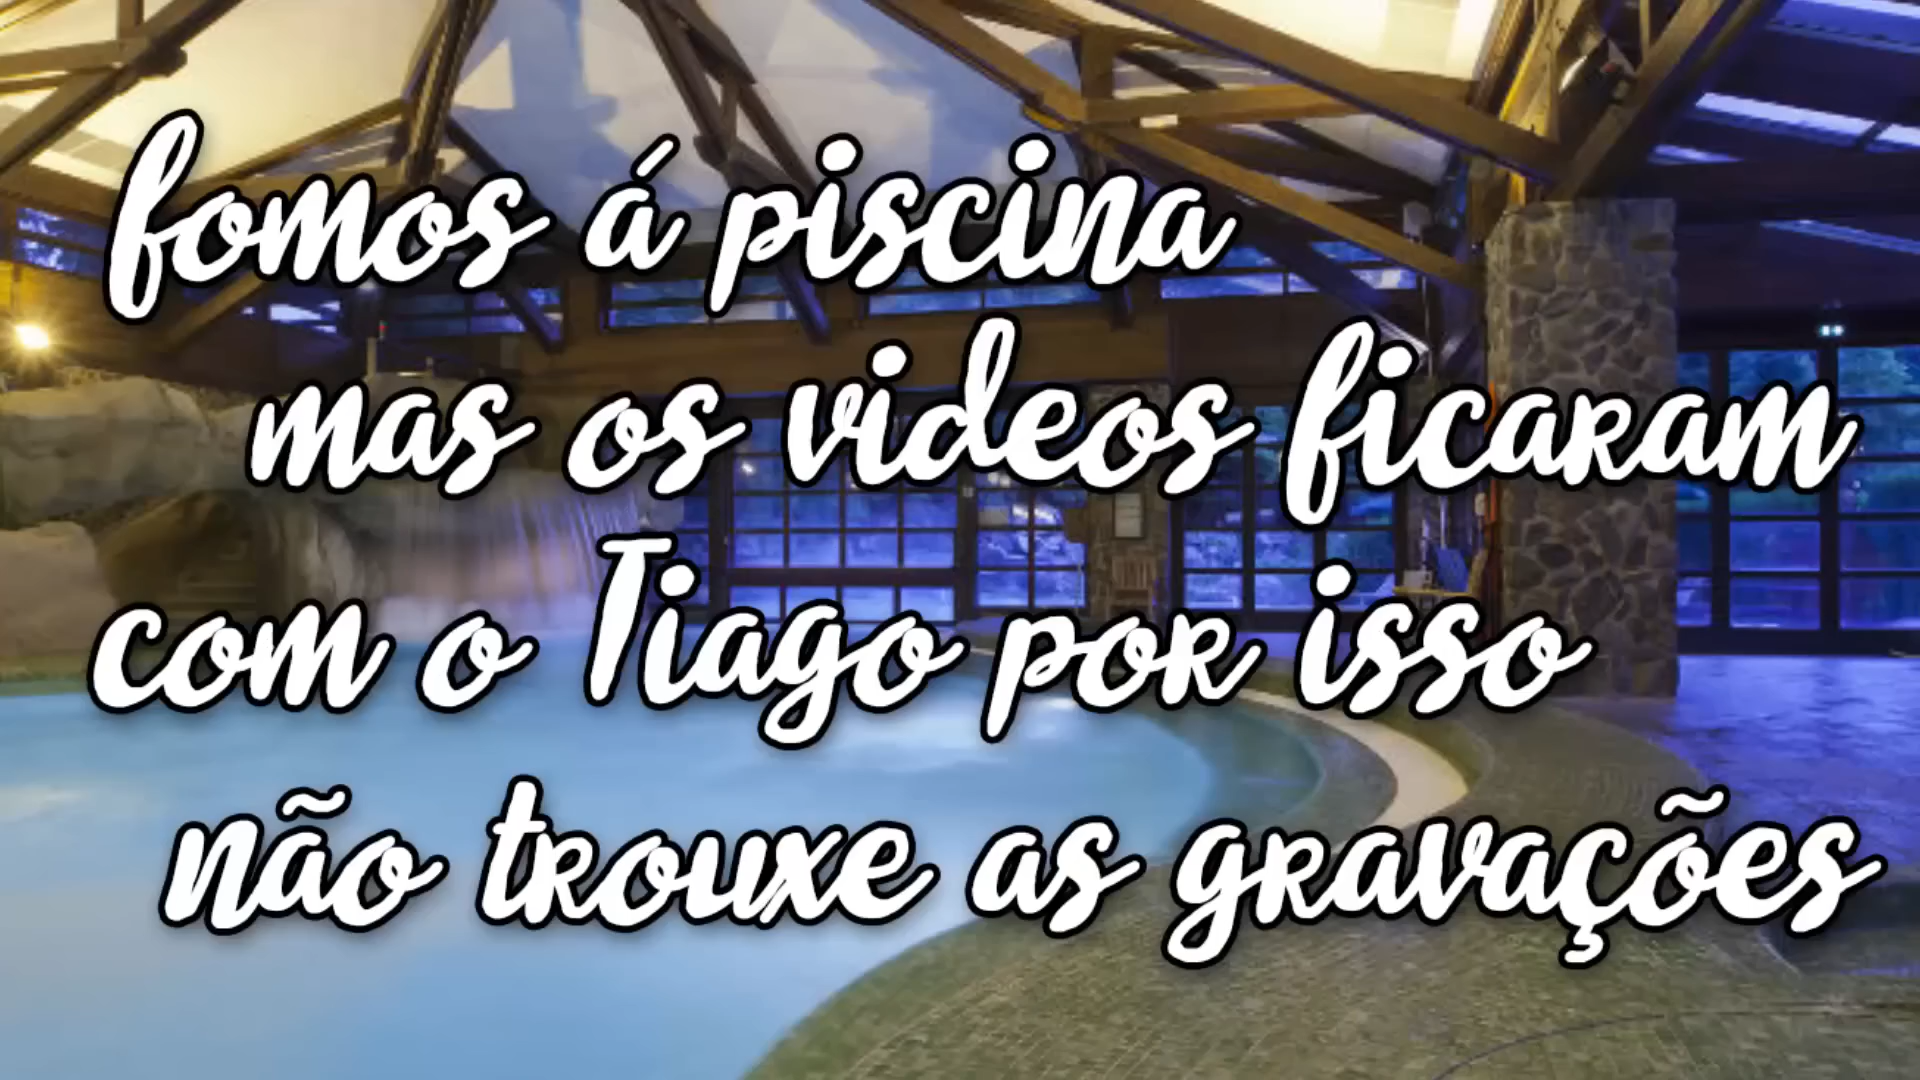 fomos á piscina
mas os videos ficaram
com o Tiago por isso
não trouxe as gravações